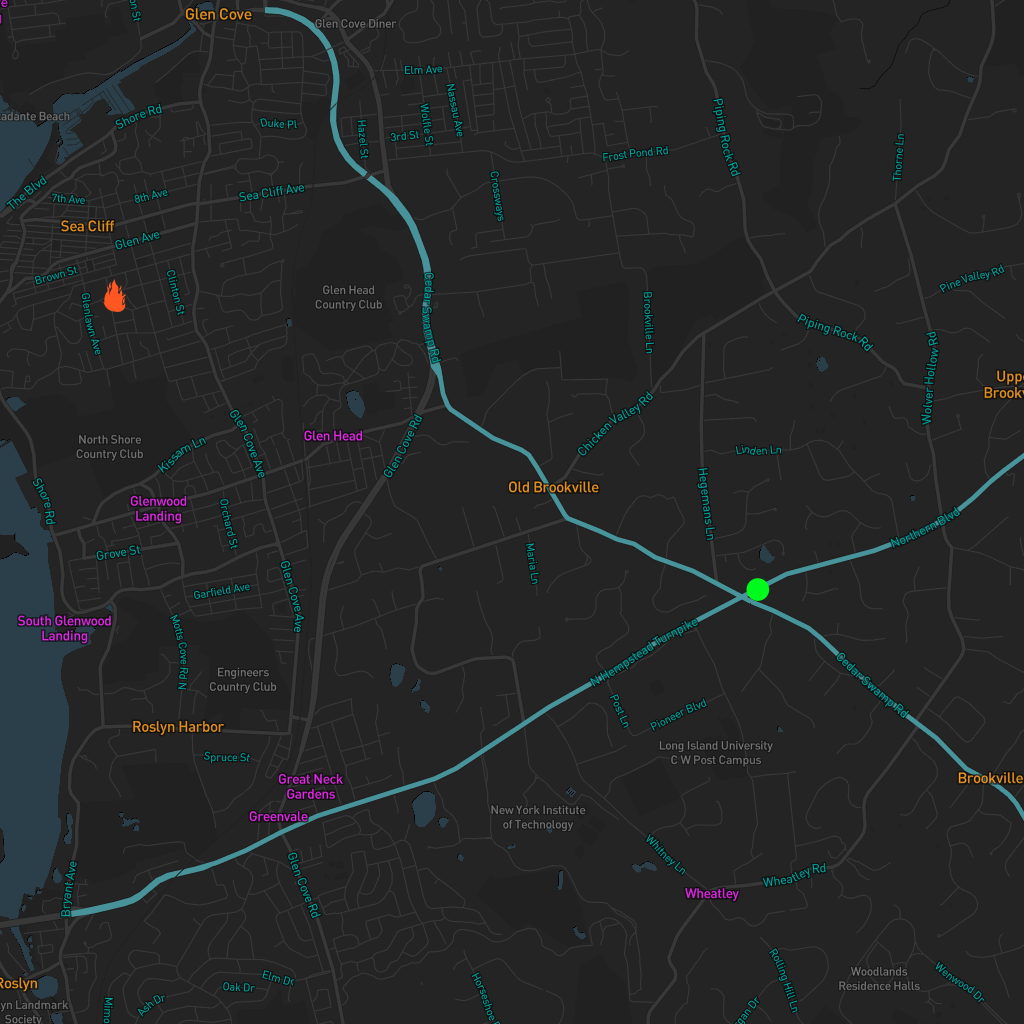 Glen Cove
Glen Cove Diner
Elm Ave
Nassau Ave
Wolfle St
3rd St
Hazel St
Duke Pl
Shore Rd
Beach
The Blvd
7th Ave
8th Ave
Sea Cliff Ave
Sea Cliff
Glen Ave
Brown St
Clinton St
Glenlawn Ave
Crossways
Frost Pond Rd
Piping Rock Rd
Thorne Ln
Pine Valley Rd
Piping Rock Rd
Wolver Hollow Rd
Brookville Ln
Glen Head
Country Club
Cedar Swamp Rd
Chicken Valley Rd
Glen Cove Rd
Glen Head
Glen Cove Ave
North Shore
Country Club
Kissam Ln
Shore Rd
Glenwood
Landing
Orchard St
Grove St
Garfield Ave
Glen Cove Ave
Old Brookville
Maria Ln
Hegemans Ln
Linden Ln
Northern Blvd
South Glenwood
Landing
Motts Cove Rd N
Engineers
Country Club
N Hempstead Turnpike
Cedar Swamp Rd
Post Ln
Pioneer Blvd
Long Island University
C W Post Campus
Brookville
Roslyn Harbor
Spruce St
Great Neck
Gardens
Greenvale
New York Institute
of Technology
Whitney Ln
Wheatley Rd
Wheatley
Bryant Ave
Glen Cove Rd
Roslyn
Landmark
Society
Ash Dr
Oak Dr
Elm Dr
Rolling Hill Ln
Woodlands
Residence Halls
Wenwood Dr